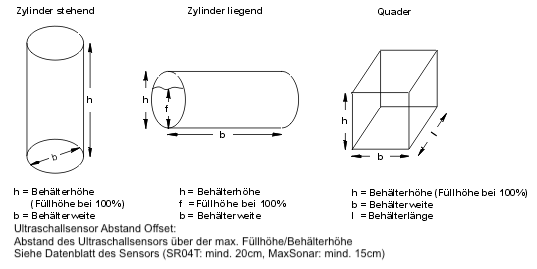 Zylinder stehend
Zylinder liegend
Quader
h
b
h
f
b
h
b
l
h = Behälterhöhe
(Füllhöhe bei 100%)
b = Behälterweite
h = Behälterhöhe
f = Füllhöhe bei 100%
b = Behälterweite
h = Behälterhöhe (Füllhöhe bei 100%)
b = Behälterweite
l = Behälterlänge
Ultraschallsensor Abstand Offset:
Abstand des Ultraschallsensors über der max. Füllhöhe/Behälterhöhe
Siehe Datenblatt des Sensors (SR04T: mind. 20cm, MaxSonar: mind. 15cm)